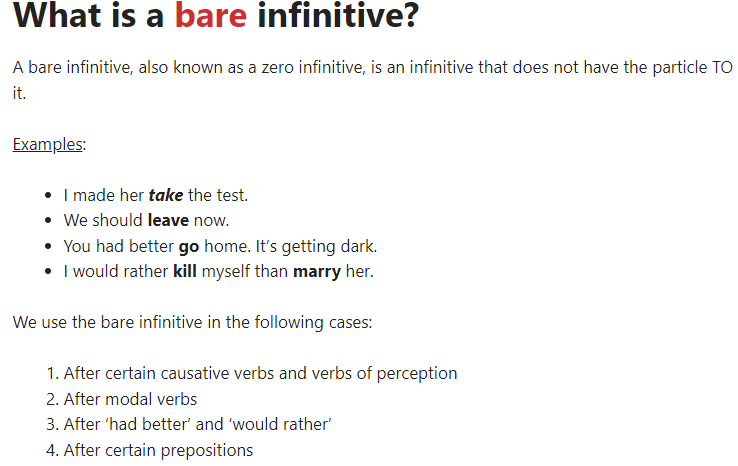 What is a bare infinitive?
A bare infinitive, also known as a zero infinitive, is an infinitive that does not have the particle TO
it.
Examples:
• I made her take the test.
• We should leave now.
• You had better go home. It’s getting dark.
• I would rather kill myself than marry her.
We use the bare infinitive in the following cases:
1. After certain causative verbs and verbs of perception
2. After modal verbs
3. After ‘had better’ and ‘would rather’
4. After certain prepositions